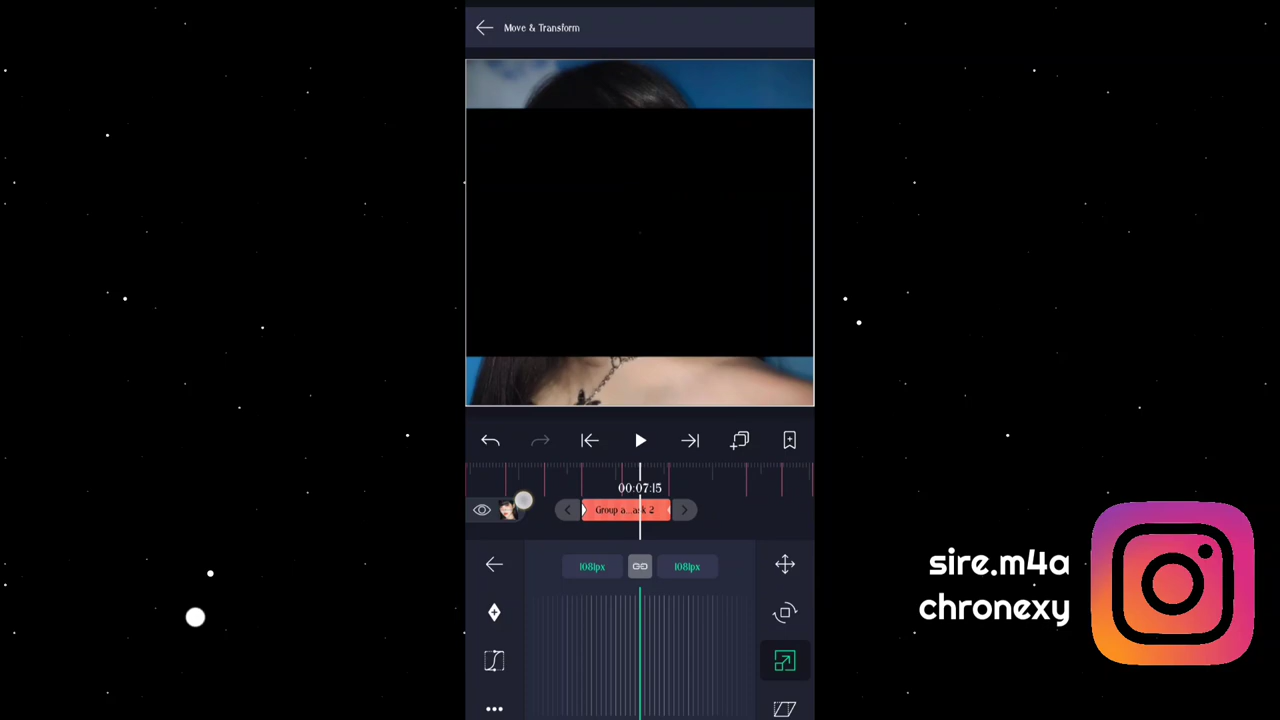 Move & Transform
00:07:15
Group a...ask 2
1081px
1081px
sire.m4a
chronexy